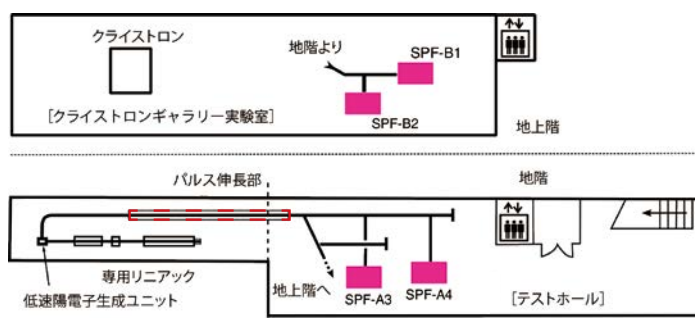 クライストロン
地階より
SPF-B1
SPF-B2
[クライストロンギャラリー実験室]
地上階
パルス伸長部
地階
専用リニアック
低速陽電子生成ユニット
地上階へ
SPF-A3
SPF-A4
[テストホール]